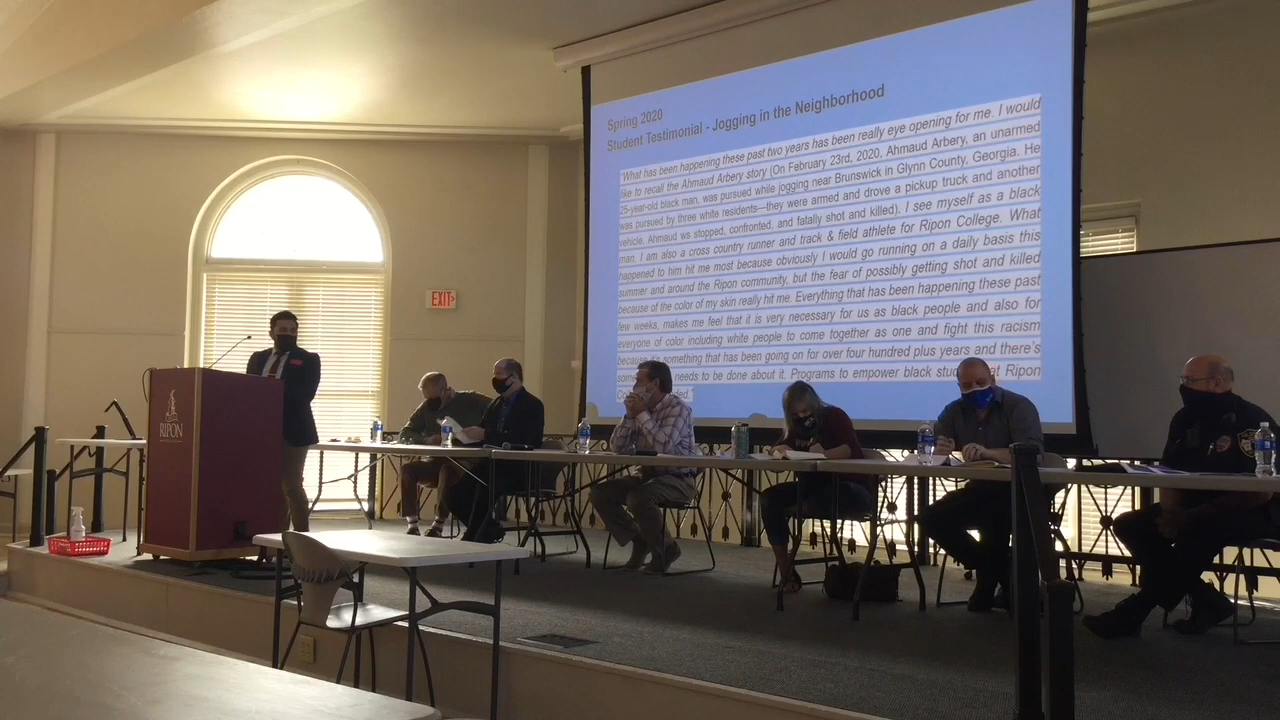 Spring 2020
Student Testimonial - Jogging in the Neighborhood
"What has been happening these past two years has been really eye opening for me. I would
like to recall the Ahmaud Arbery story (On February 23rd, 2020, Ahmaud Arbery, an unarmed
25-year-old black man, was pursued while jogging near Brunswick in Glynn County, Georgia. He
was pursued by three white residents—they were armed and drove a pickup truck and another
vehicle. Ahmaud ws stopped, confronted, and fatally shot and killed). I see myself as a black
man. I am also a cross country runner and track & field athlete for Ripon College. What
happened to him hit me most because obviously I would go running on a daily basis this
summer and around the Ripon community, but the fear of possibly getting shot and killed
because of the color of my skin really hit me. Everything that has been happening these past
few weeks, makes me feel that it is very necessary for us as black people and also for
everyone of color including white people to come together as one and fight this racism
because it's something that has been going on for over four hundred plus years and there's
needs to be done about it. Programs to empower black at Ripon
EXIT
RIPON